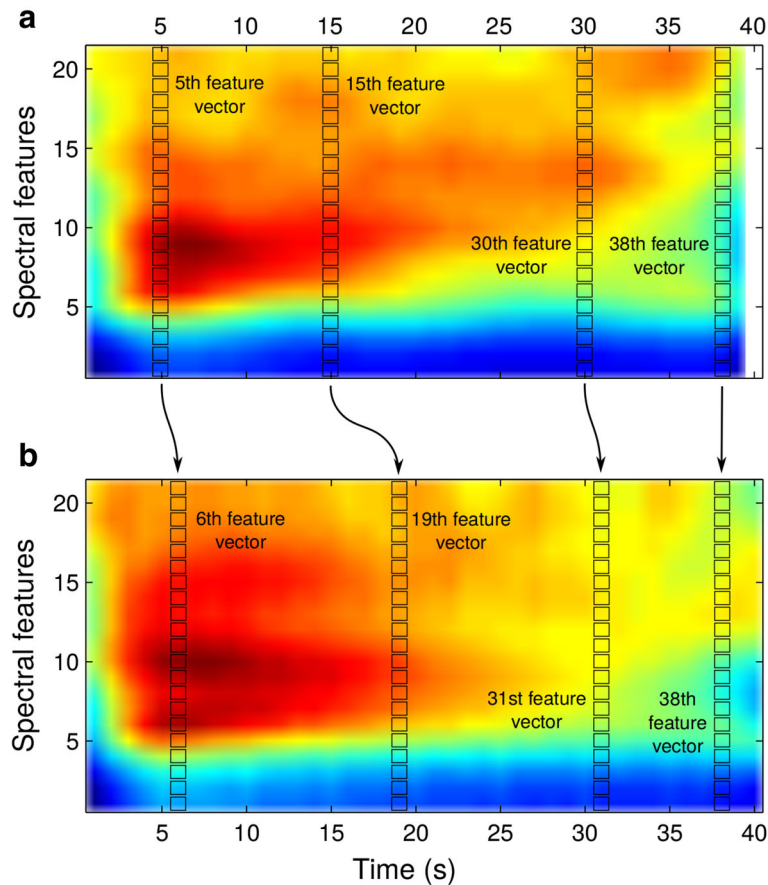 a
5 10 15 20 25 30 35 40
20
15
10
5
Spectral features
5th feature
vector
15th feature
vector
30th feature
vector
38th feature
vector
b
20
15
10
5
Spectral features
6th feature
vector
19th feature
vector
31st feature
vector
38th
feature
vector
5 10 15 20 25 30 35 40
Time (s)